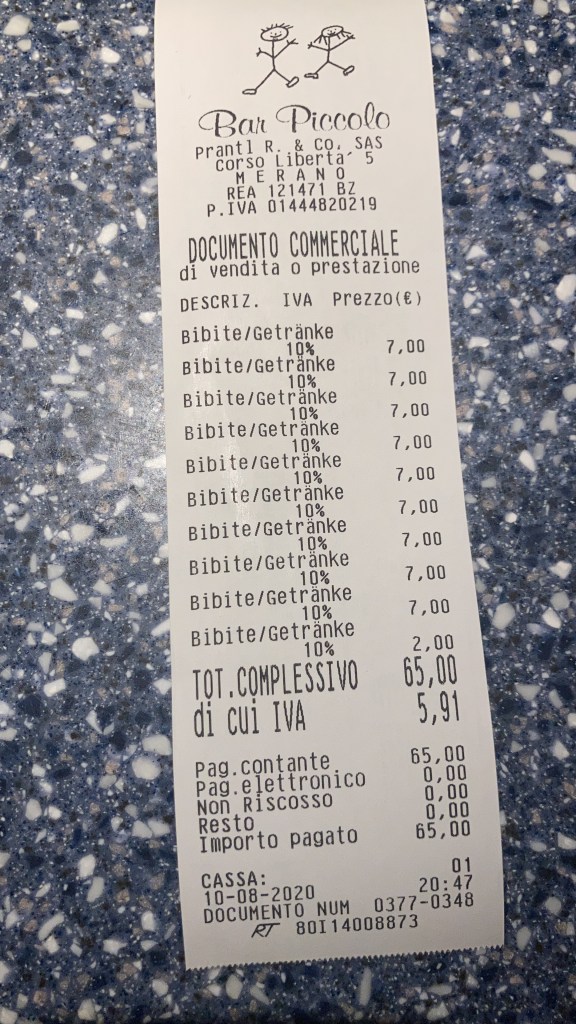 Bar Piccolo
Prantl R. & CO. SAS
Corso Liberta´ 5
M E R A N O
REA 121471 BZ
P.IVA 01444820219
DOCUMENTO COMMERCIALE
di vendita o prestazione
DESCRIZ. IVA Prezzo(€)
Bibite/Getränke
10% 7,00
Bibite/Getränke
10% 7,00
Bibite/Getränke
10% 7,00
Bibite/Getränke
10% 7,00
Bibite/Getränke
10% 7,00
Bibite/Getränke
10% 7,00
Bibite/Getränke
10% 7,00
Bibite/Getränke
10% 7,00
Bibite/Getränke
10% 7,00
Bibite/Getränke
10% 2,00
TOT.COMPLESSIVO 65,00
di cui IVA 5,91
Pag.contante 65,00
Pag.elettronico 0,00
Non Riscosso 0,00
Resto 0,00
Importo pagato 65,00
CASSA: 01
10-08-2020 20:47
DOCUMENTO NUM 0377-0348
RT 80I14008873